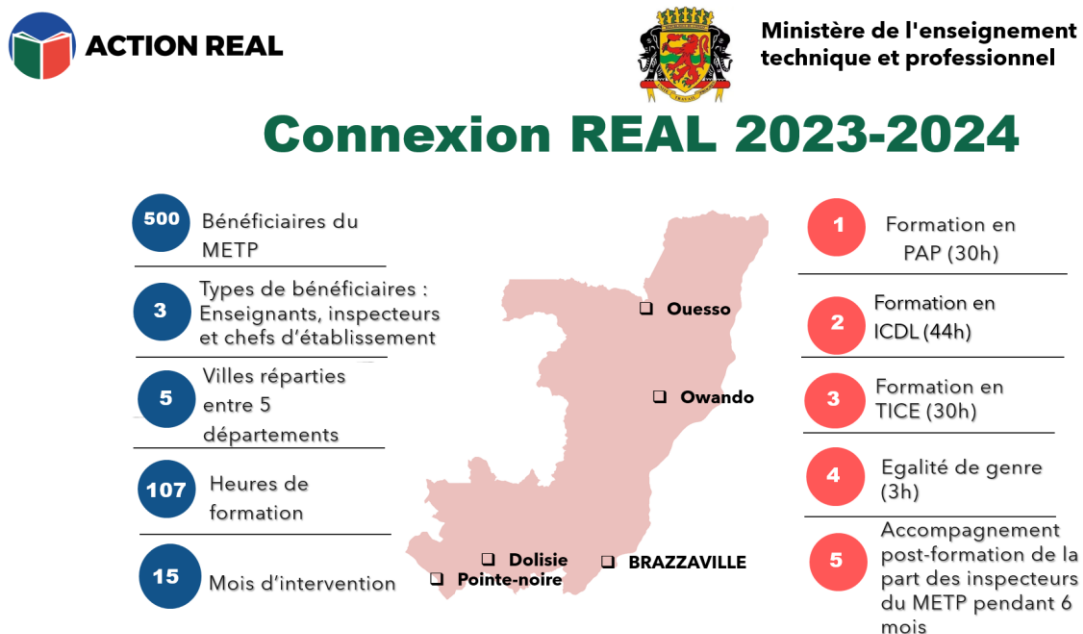 ACTION REAL
Ministère de l'enseignement
technique et professionnel
Connexion REAL 2023-2024
500
Bénéficiaires du
METP
3
Types de bénéficiaires :
Enseignants, inspecteurs
et chefs d’établissement
5
Villes réparties
entre 5
départements
107
Heures de
formation
15
Mois d’intervention
Ouesso
Owando
Dolisie
Pointe-noire
BRAZZAVILLE
1
Formation en
PAP (30h)
2
Formation en
ICDL (44h)
3
Formation en
TICE (30h)
4
Egalité de genre
(3h)
5
Accompagnement
post-formation de la
part des inspecteurs
du METP pendant 6
mois